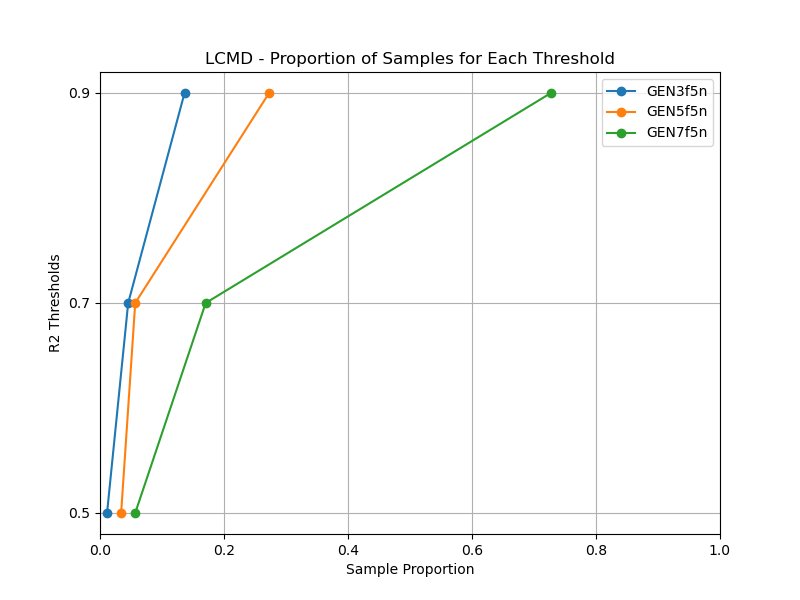 LCMD - Proportion of Samples for Each Threshold
GEN3f5n
GEN5f5n
GEN7f5n
R2 Thresholds
0.9
0.7
0.5
0.0 0.2 0.4 0.6 0.8 1.0
Sample Proportion